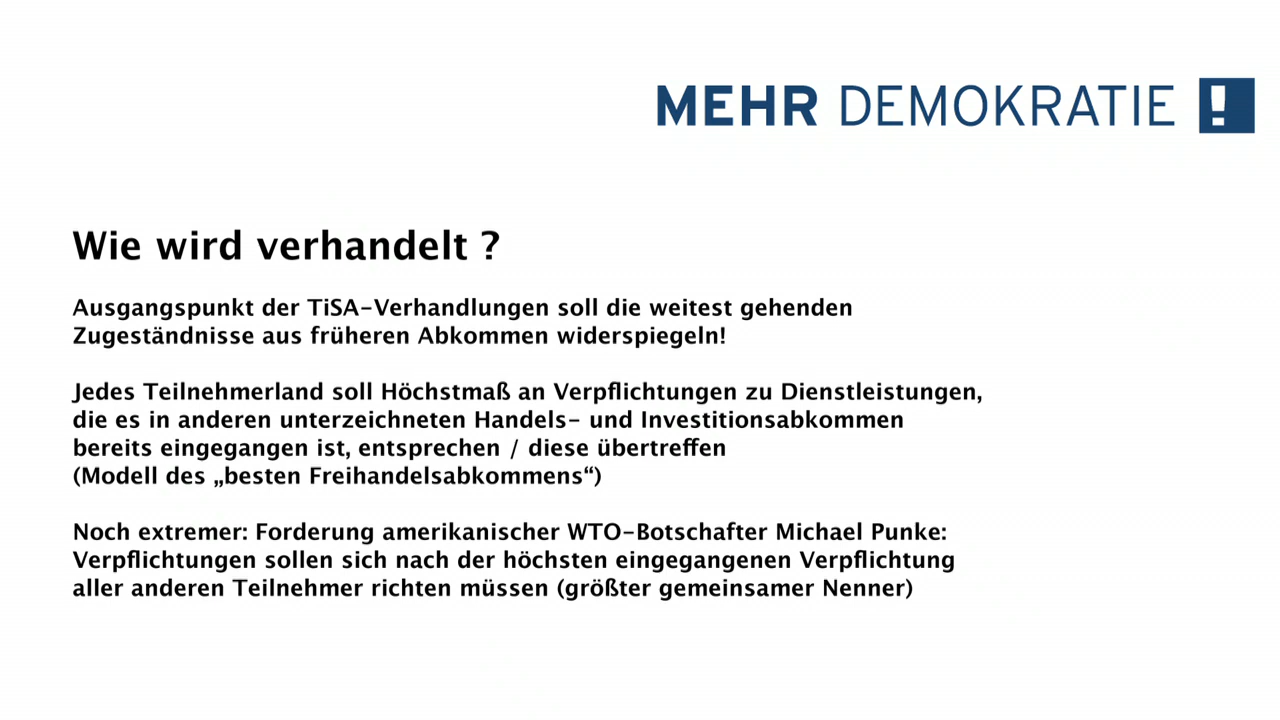 MEHR DEMOKRATIE !
Wie wird verhandelt ?
Ausgangspunkt der TiSA-Verhandlungen soll die weitest gehenden
Zugeständnisse aus früheren Abkommen widerspiegeln!
Jedes Teilnehmerland soll Höchstmaß an Verpflichtungen zu Dienstleistungen,
die es in anderen unterzeichneten Handels- und Investitionsabkommen
bereits eingegangen ist, entsprechen / diese übertreffen
(Modell des „besten Freihandelsabkommens“)
Noch extremer: Forderung amerikanischer WTO-Botschafter Michael Punke:
Verpflichtungen sollen sich nach der höchsten eingegangenen Verpflichtung
aller anderen Teilnehmer richten müssen (größter gemeinsamer Nenner)